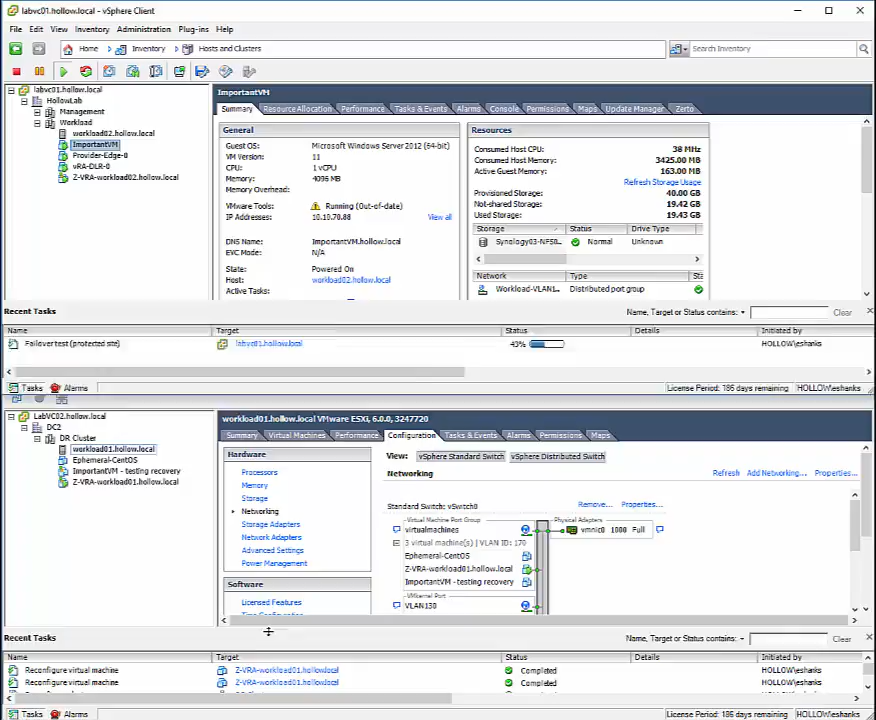 labvc01.hollow.local - vSphere Client
File Edit View Inventory Administration Plug-ins Help
Home Inventory Hosts and Clusters Search Inventory
labvc01.hollow.local
HollowLab
Management
Workload
workload02.hollow.local
ImportantVM
Provider-Edge-0
vRA-DLR-0
Z-VRA-workload02.hollow.local
ImportantVM
Summary Resource Allocation Performance Tasks & Events Alarms Console Permissions Maps Update Manager Zerto
General
Guest OS: Microsoft Windows Server 2012 (64-bit)
VM Version: 11
CPU: 1 vCPU
Memory: 4096 MB
Memory Overhead:
VMware Tools: Running (Out-of-date)
IP Addresses: 10.10.70.88 View all
DNS Name: ImportantVM.hollow.local
EVC Mode: N/A
State: Powered On
Host: workload02.hollow.local
Active Tasks:
Resources
Consumed Host CPU: 38 MHz
Consumed Host Memory: 3425.00 MB
Active Guest Memory: 163.00 MB
Refresh Storage Usage
Provisioned Storage: 40.00 GB
Not-shared Storage: 19.42 GB
Used Storage: 19.43 GB
Storage Status Drive Type
Synology03-NFS0... Normal Unknown
Network Type Sta
Workload-VLAN1... Distributed port group
Recent Tasks Name, Target or Status contains: Clear
Name Target Status Details Initiated by
Failover test (protected site) labvc01.hollow.local 43% HOLLOW\eshanks
Tasks Alarms License Period: 186 days remaining HOLLOW\eshanks
LabVC02.hollow.local
DC2
DR Cluster
workload01.hollow.local
Ephemeral-CentOS
ImportantVM - testing recovery
Z-VRA-workload01.hollow.local
workload01.hollow.local VMware ESXi, 6.0.0, 3247720
Summary Virtual Machines Performance Configuration Tasks & Events Alarms Permissions Maps
Hardware
Processors
Memory
Storage
Networking
Storage Adapters
Network Adapters
Advanced Settings
Power Management
Software
Licensed Features
Time Configuration
View: vSphere Standard Switch vSphere Distributed Switch
Networking Refresh Add Networking... Properties...
Standard Switch: vSwitch0 Remove... Properties...
Virtual Machine Port Group Physical Adapters
virtualmachines vmnic0 1000 Full
3 virtual machine(s) | VLAN ID: 170
Ephemeral-CentOS
Z-VRA-workload01.hollow.local
ImportantVM - testing recovery
VMkernel Port
VLAN130
Recent Tasks Name, Target or Status contains: Clear
Name Target Status Details Initiated by
Reconfigure virtual machine Z-VRA-workload01.hollow.local Completed HOLLOW\eshanks
Reconfigure virtual machine Z-VRA-workload01.hollow.local Completed HOLLOW\eshanks
Tasks Alarms License Period: 186 days remaining HOLLOW\eshanks